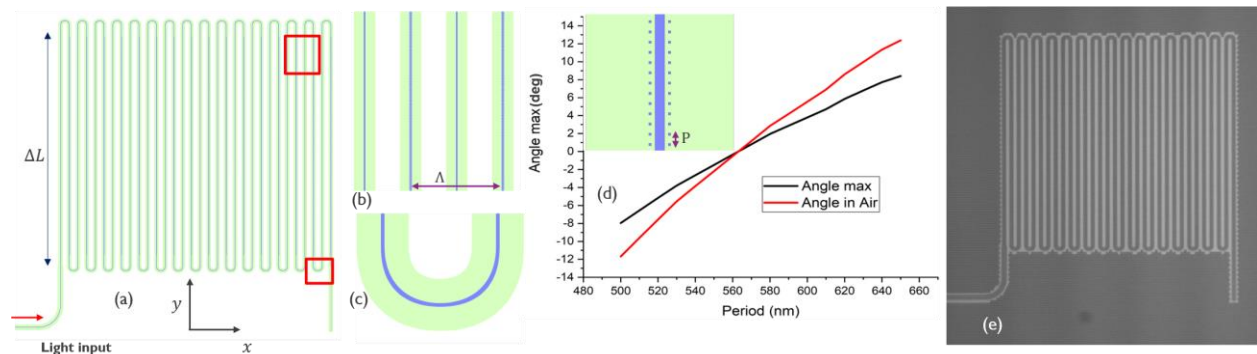 ΔL
(a)
y
x
Light input
(b)
Λ
(c)
Angle max(deg)
14
12
10
8
6
4
2
0
-2
-4
-6
-8
-10
-12
-14
P
(d)
Angle max
Angle in Air
480 500 520 540 560 580 600 620 640 660
Period (nm)
(e)